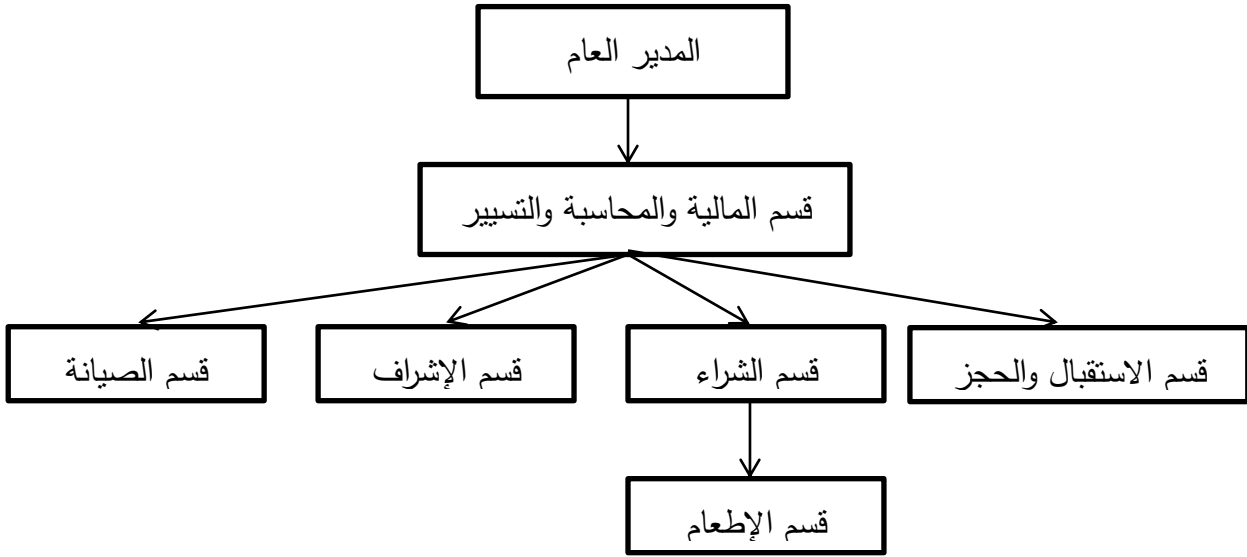 المدير العام
قسم المالية والمحاسبة والتسيير
قسم الاستقبال والحجز
قسم الشراء
قسم الإشراف
قسم الصيانة
قسم الإطعام